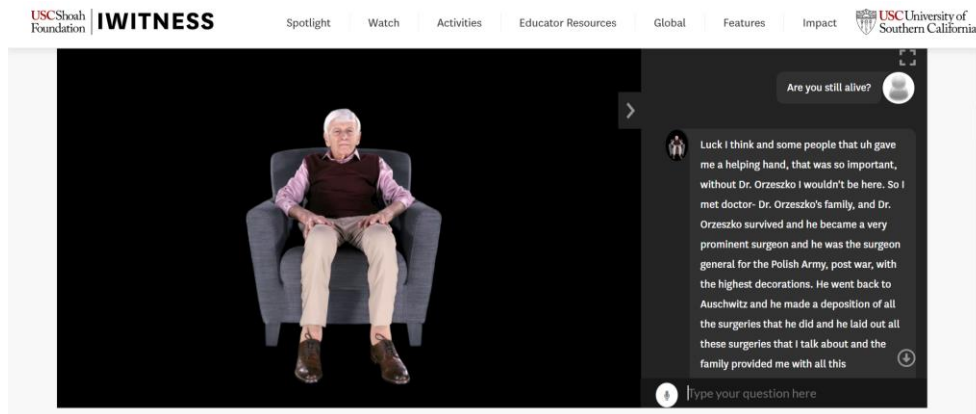 USCShoah Foundation IWITNESS Spotlight Watch Activities Educator Resources Global Features Impact USC University of Southern California
Are you still alive?
Luck I think and some people that uh gave
me a helping hand, that was so important,
without Dr. Orzeszko I wouldn't be here. So I
met doctor- Dr. Orzeszko's family, and Dr.
Orzeszko survived and he became a very
prominent surgeon and he was the surgeon
general for the Polish Army, post war, with
the highest decorations. He went back to
Auschwitz and he made a deposition of all
the surgeries that he did and he laid out all
these surgeries that I talk about and the
family provided me with all this
Type your question here